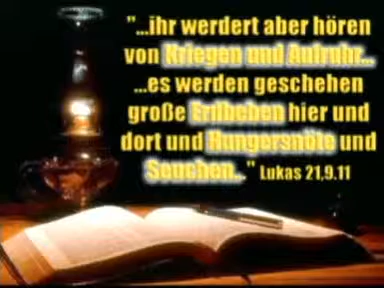 "...ihr werdert aber hören
von Kriegen und Aufruhr...
...es werden geschehen
große Erdbeben hier und
dort und Hungersnöte und
Seuchen..." Lukas 21,9.11